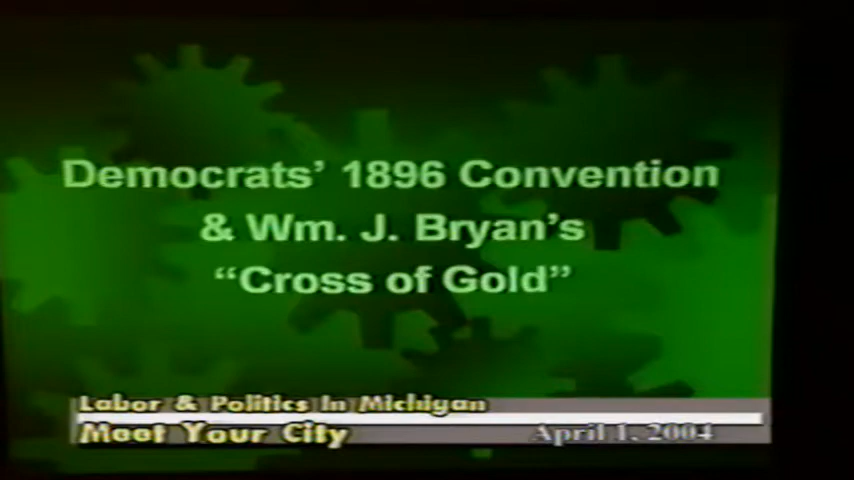 Democrats' 1896 Convention
& Wm. J. Bryan's
“Cross of Gold”
Labor & Politics In Michigan
Meet Your City
April 1, 2004